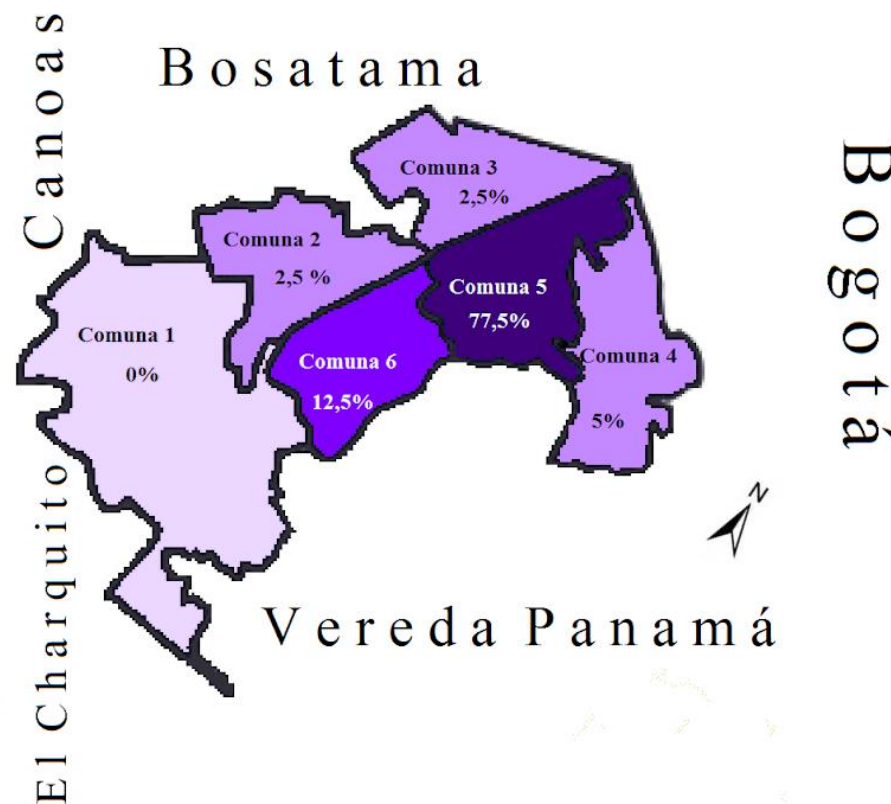 Canoas
Bosatama
Bogotá
Comuna 3
2,5%
Comuna 2
2,5 %
Comuna 5
77,5%
Comuna 1
0%
Comuna 6
12,5%
Comuna 4
5%
N
El Charquito
Vereda Panamá